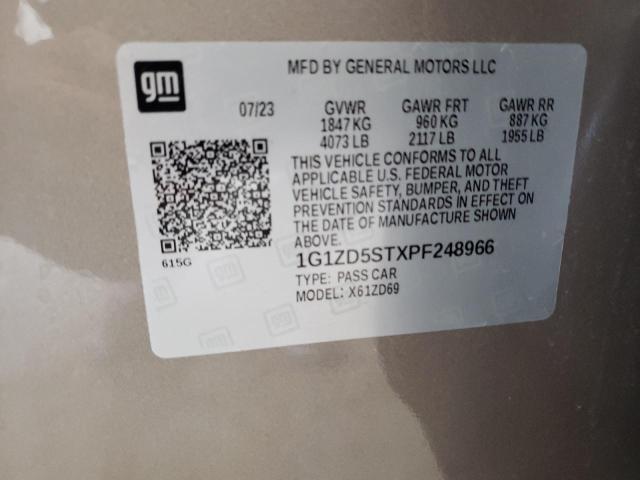 gm
MFD BY GENERAL MOTORS LLC
07/23 GVWR GAWR FRT GAWR RR
1847 KG 960 KG 887 KG
4073 LB 2117 LB 1955 LB
THIS VEHICLE CONFORMS TO ALL
APPLICABLE U.S. FEDERAL MOTOR
VEHICLE SAFETY, BUMPER, AND THEFT
PREVENTION STANDARDS IN EFFECT ON
THE DATE OF MANUFACTURE SHOWN
ABOVE.
615G
1G1ZD5STXPF248966
TYPE: PASS CAR
MODEL: X61ZD69